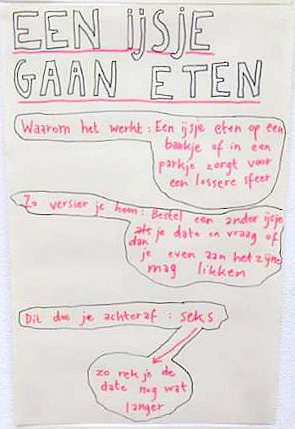 EEN IJSJE
GAAN ETEN
Waarom het werkt: Een ijsje eten op een
bankje of in een
parkje zorgt voor
een lossere sfeer
Zo versier je hem: Bestel een ander ijsje
als je date en vraag of
dan je even aan het zijne
mag likken
Dit doe je achteraf: seks
zo rek je de
date nog wat
langer